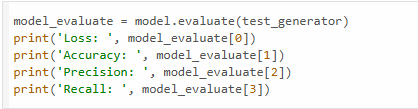 model_evaluate = model.evaluate(test_generator)
print('Loss: ', model_evaluate[0])
print('Accuracy: ', model_evaluate[1])
print('Precision: ', model_evaluate[2])
print('Recall: ', model_evaluate[3])